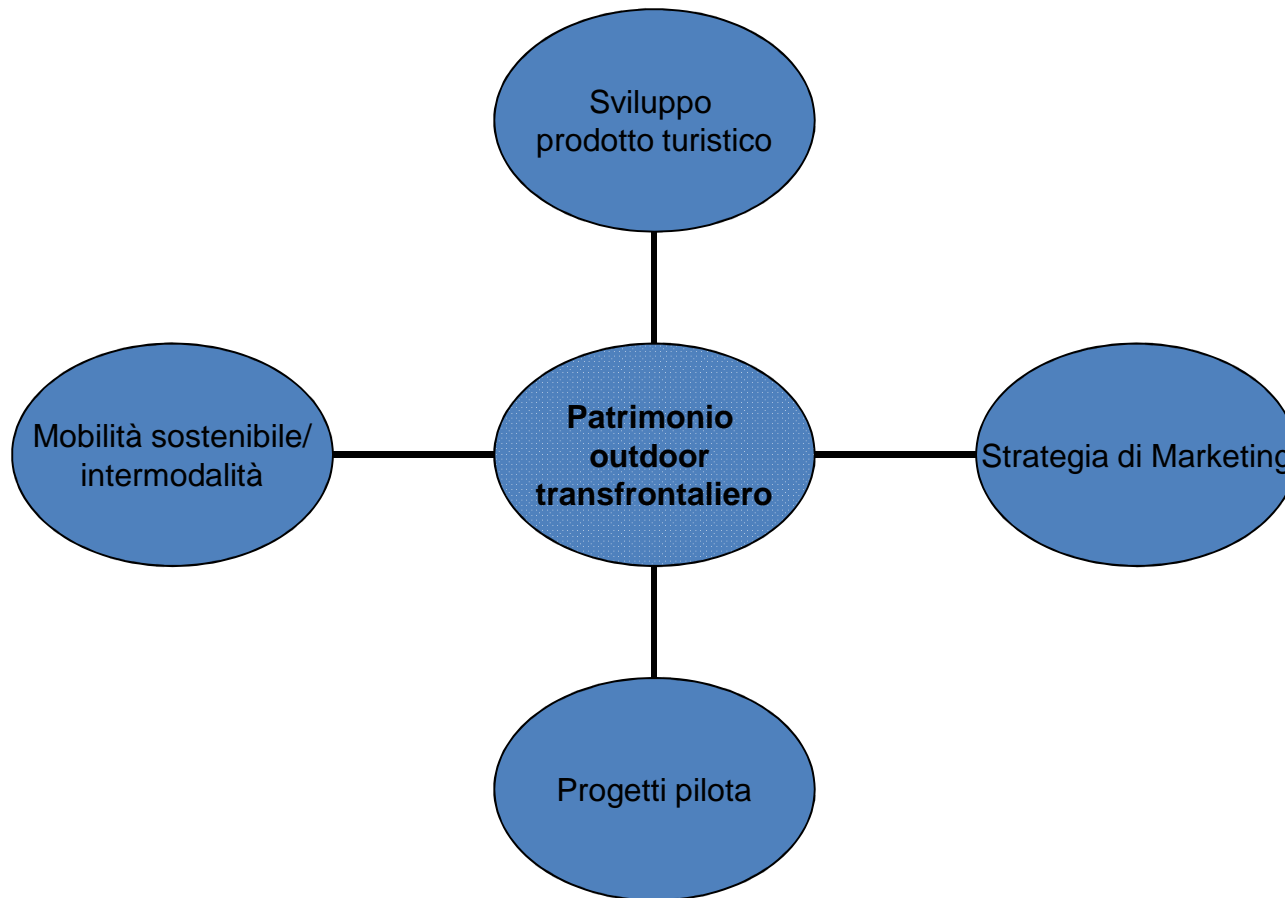 Sviluppo
prodotto turistico
Mobilità sostenibile/
intermodalità
Patrimonio
outdoor
transfrontaliero
Strategia di Marketing
Progetti pilota